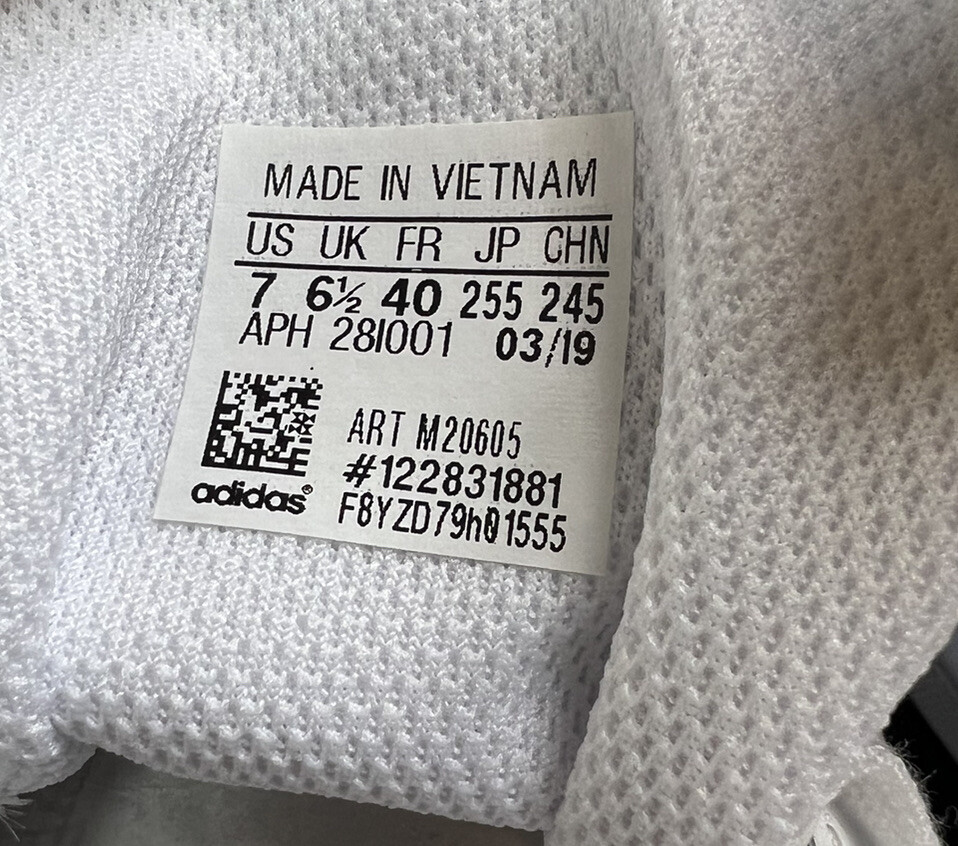 MADE IN VIETNAM
US UK FR JP CHN
7 6½ 40 255 245
APH 281001 03/19
ART M20605
#122831881
F8YZD79h01555
adidas®